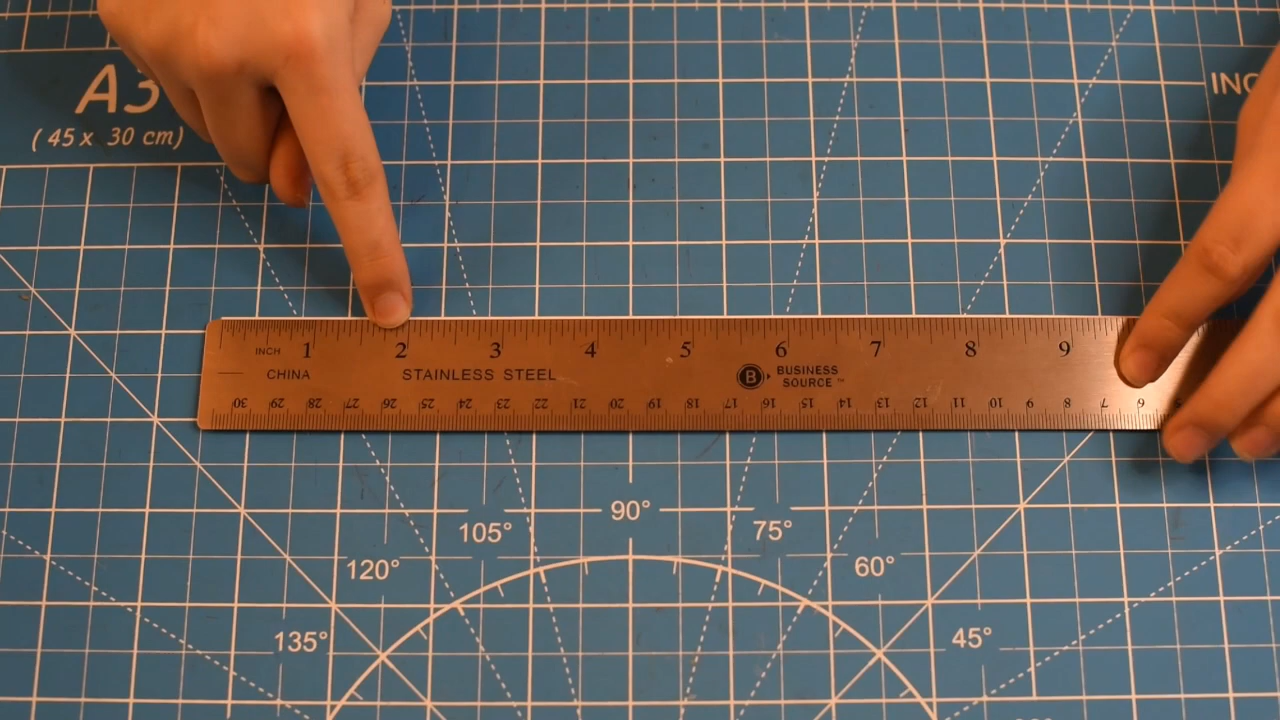 A3
(45 x 30 cm)
INCH 1 2 3 4 5 6 7 8 9
CHINA STAINLESS STEEL B BUSINESS
SOURCE™
30 29 28 27 26 25 24 23 22 21 20 19 18 17 16 15 14 13 12 11 10 9 8 7 6 5
90°
105° 75°
120° 60°
135° 45°